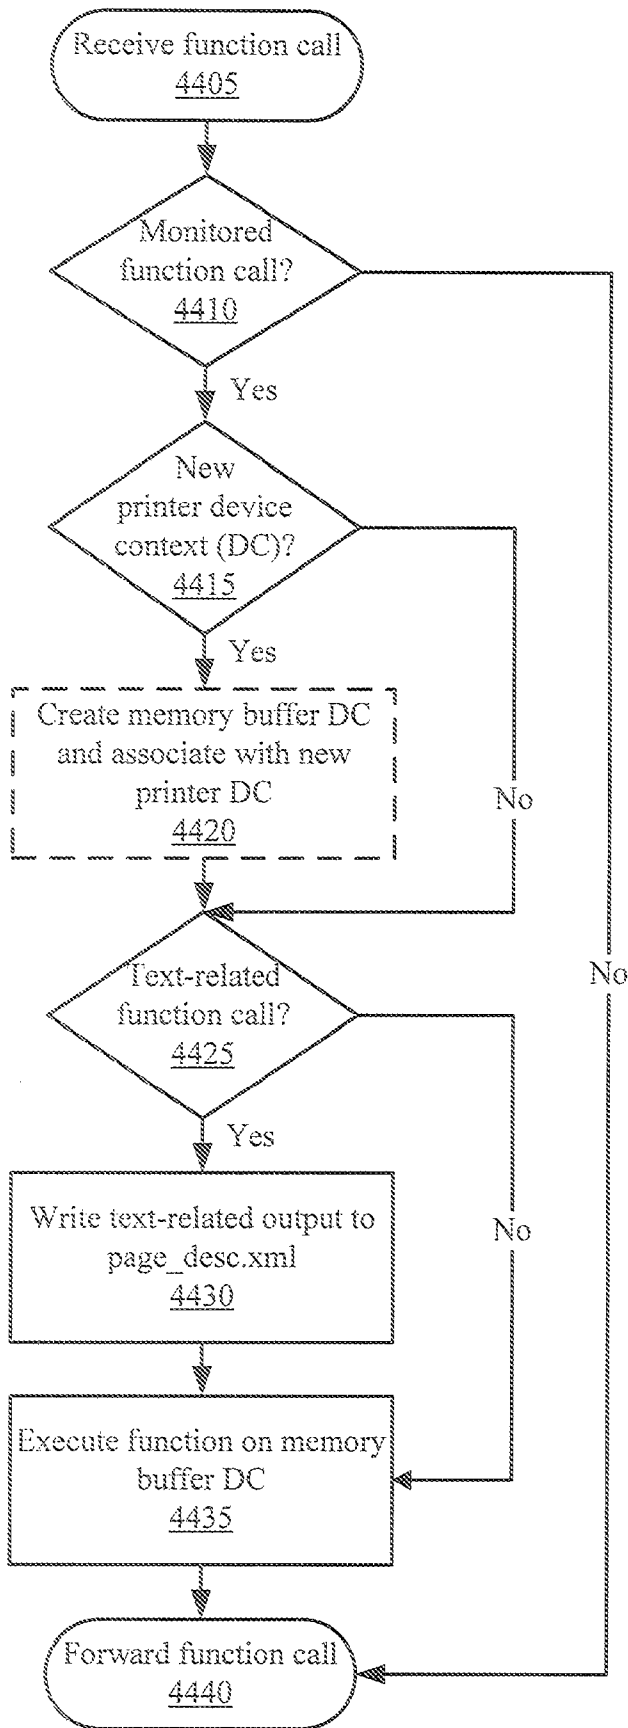 Receive function call
4405
Monitored
function call?
4410
Yes
New
printer device
context (DC)?
4415
Yes
Create memory buffer DC
and associate with new
printer DC
4420
No
No
Text-related
function call?
4425
Yes
Write text-related output to
page_desc.xml
4430
No
Execute function on memory
buffer DC
4435
Forward function call
4440